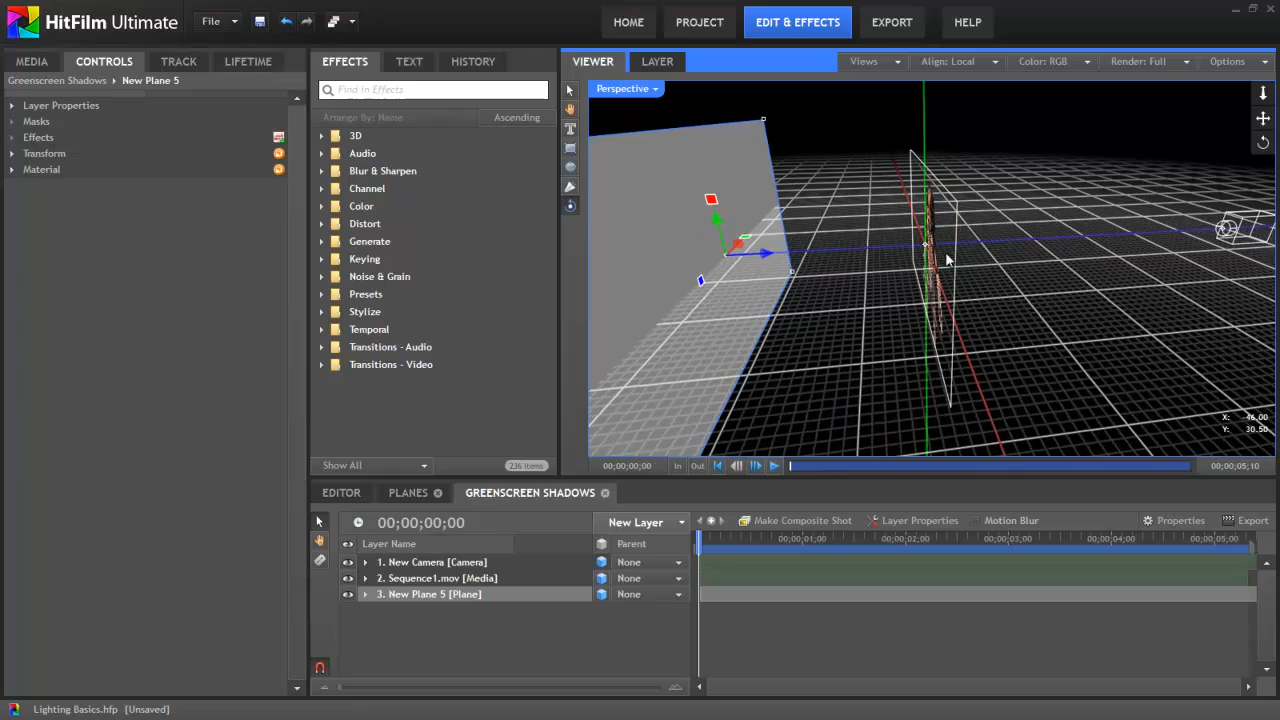 HitFilm Ultimate
File
HOME
PROJECT
EDIT & EFFECTS
EXPORT
HELP
MEDIA
CONTROLS
TRACK
LIFETIME
Greenscreen Shadows
New Plane 5
Layer Properties
Masks
Effects
Transform
Material
EFFECTS
TEXT
HISTORY
Find in Effects
Arrange By: Name
Ascending
3D
Audio
Blur & Sharpen
Channel
Color
Distort
Generate
Keying
Noise & Grain
Presets
Stylize
Temporal
Transitions - Audio
Transitions - Video
Show All
236 items
VIEWER
LAYER
Views
Align: Local
Color: RGB
Render: Full
Options
Perspective
X: -46.00
Y: 30.50
00;00;00;00
In
Out
00;00;05;10
EDITOR
PLANES
GREENSCREEN SHADOWS
00;00;00;00
New Layer
Make Composite Shot
Layer Properties
Motion Blur
Properties
Export
Layer Name
Parent
00;00;01;00
00;00;02;00
00;00;03;00
00;00;04;00
00;00;05;00
1. New Camera [Camera]
None
2. Sequence1.mov [Media]
None
3. New Plane 5 [Plane]
None
Lighting Basics.hfp [Unsaved]